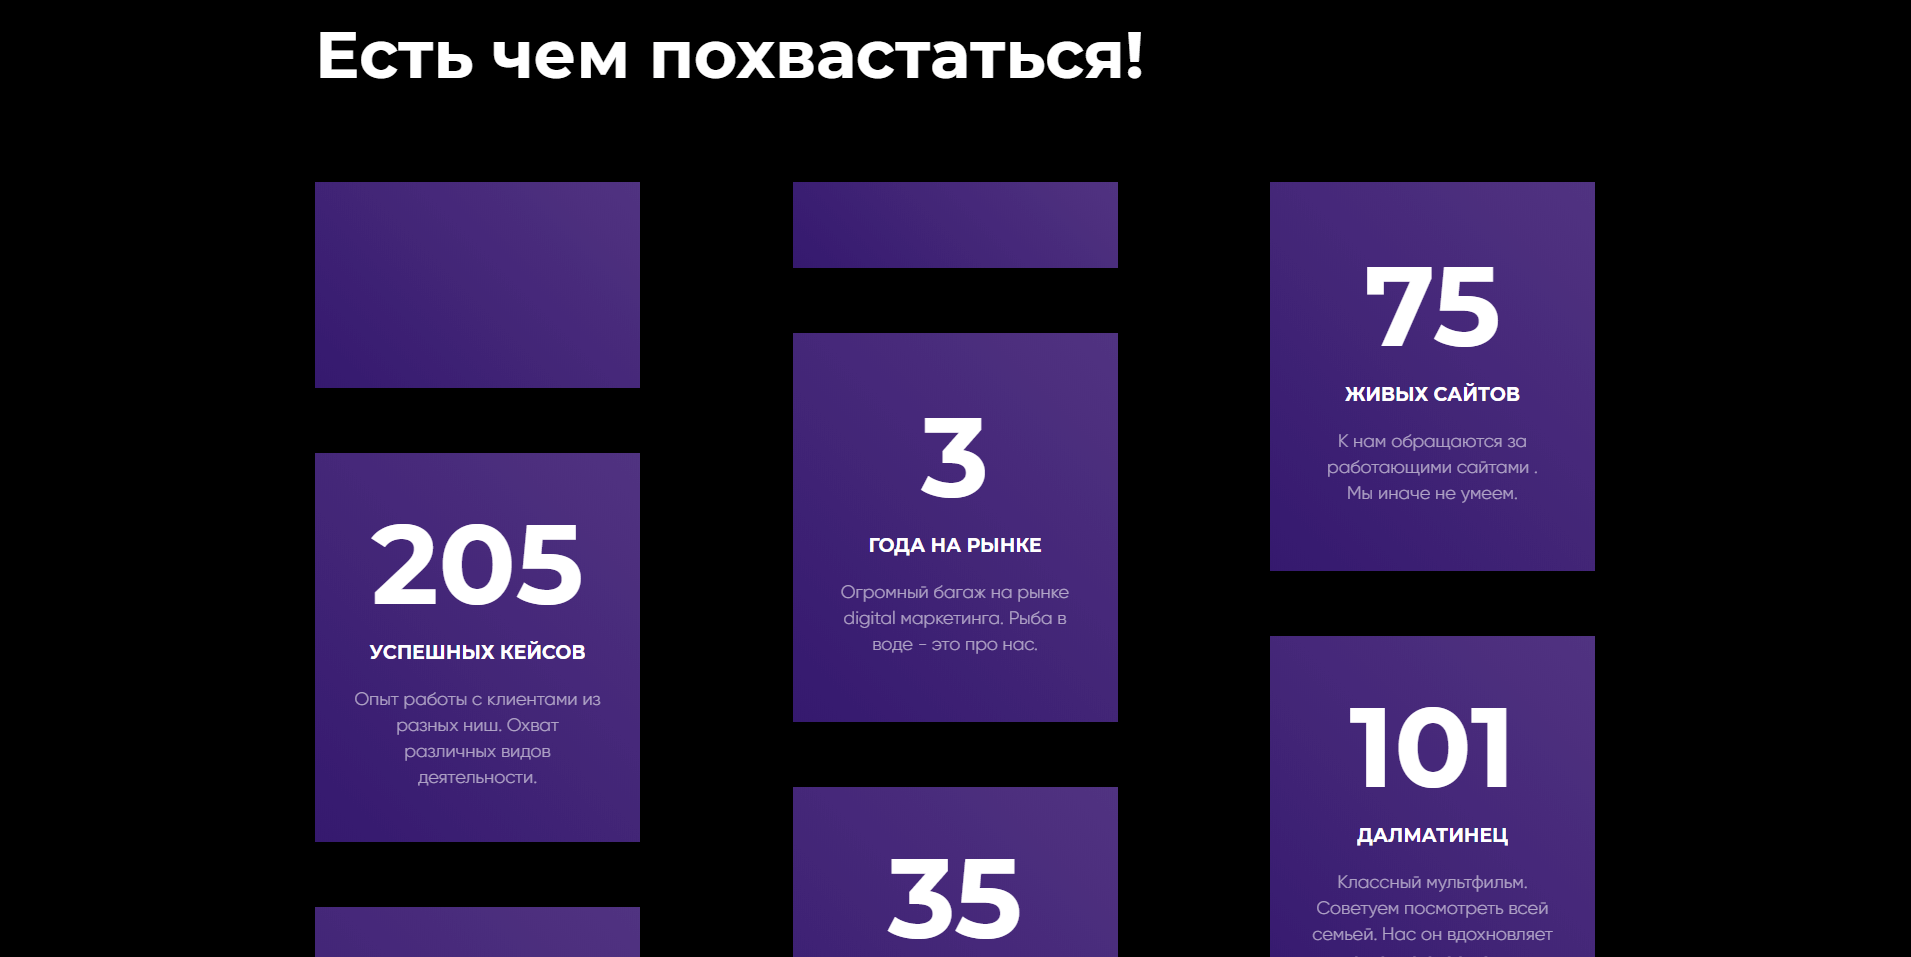 Есть чем похвастаться!
205
УСПЕШНЫХ КЕЙСОВ
Опыт работы с клиентами из
разных ниш. Охват
различных видов
деятельности.
3
ГОДА НА РЫНКЕ
Огромный багаж на рынке
digital маркетинга. Рыба в
воде - это про нас.
35
75
ЖИВЫХ САЙТОВ
К нам обращаются за
работающими сайтами .
Мы иначе не умеем.
101
ДАЛМАТИНЕЦ
Классный мультфильм.
Советуем посмотреть всей
семьей. Нас он вдохновляет